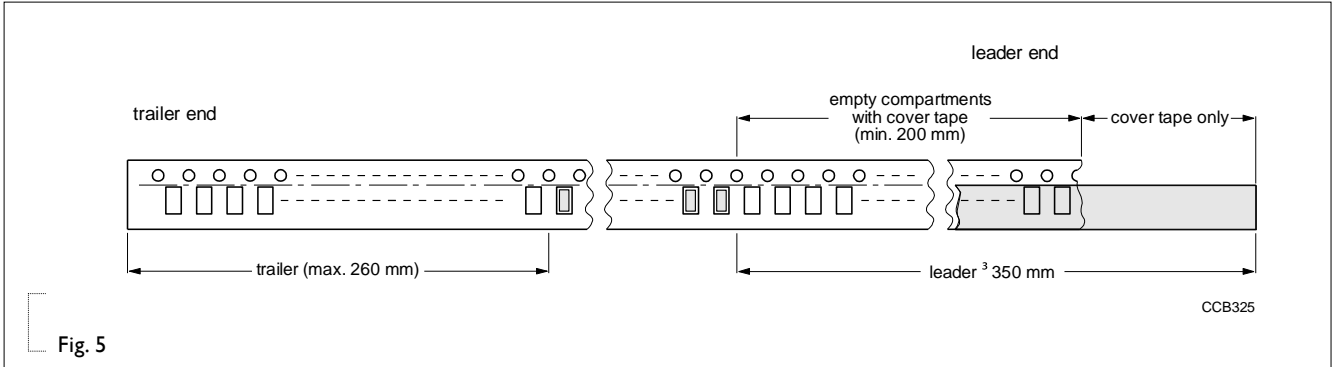 leader end
trailer end
empty compartments
with cover tape
(min. 200 mm)
cover tape only
trailer (max. 260 mm)
leader ³ 350 mm
CCB325
Fig. 5